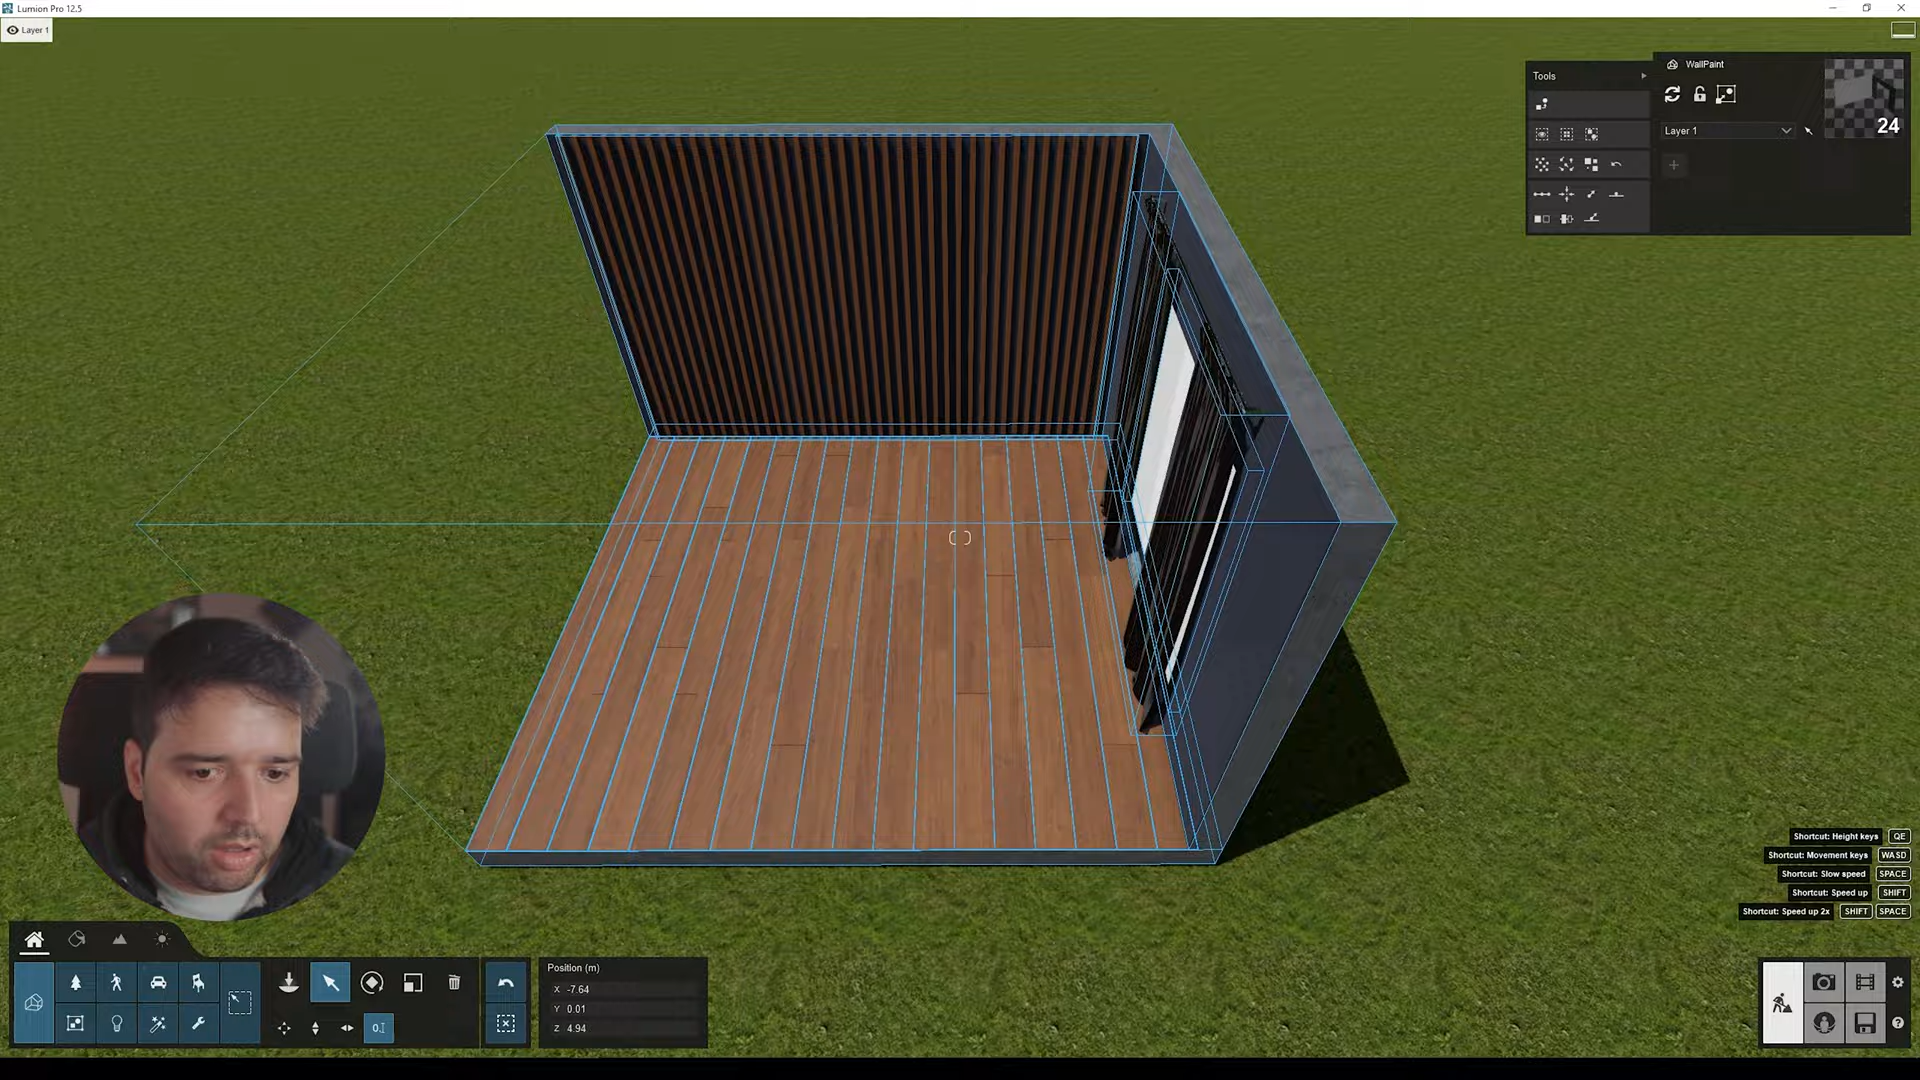 Lumion Pro 12.5
Layer 1
Tools
WallPaint
Layer 1
24
Shortcut: Height keys QE
Shortcut: Movement keys WASD
Shortcut: Slow speed SPACE
Shortcut: Speed up SHIFT
Shortcut: Speed up 2x SHIFT SPACE
Position (m)
X -7.64
Y 0.01
Z 4.94